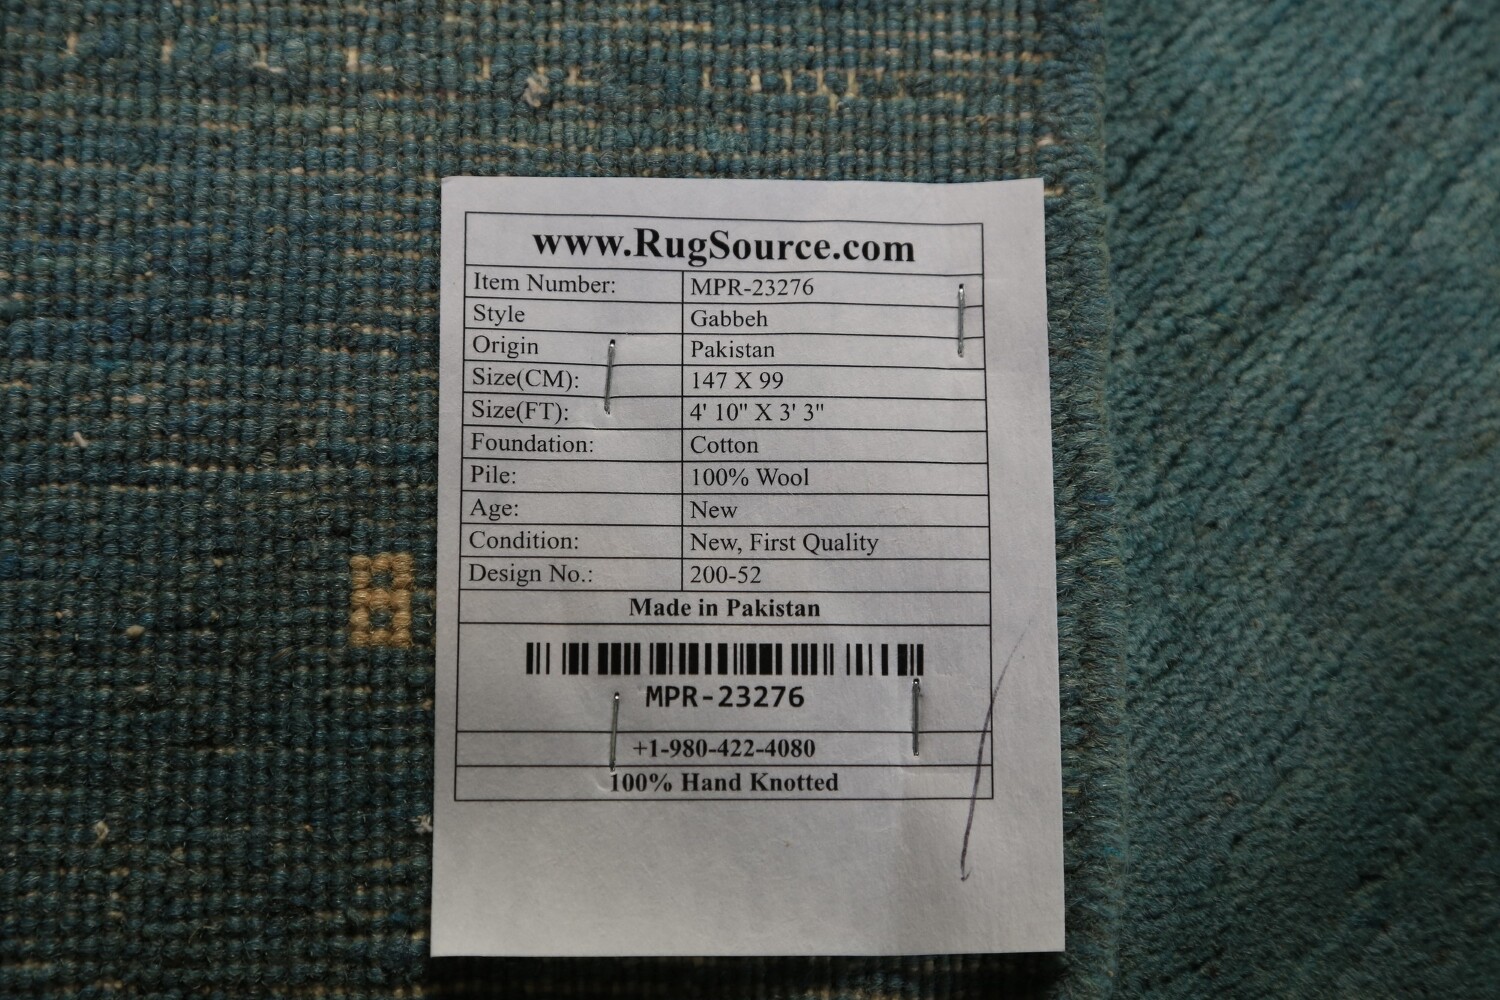 www.RugSource.com
Item Number: MPR-23276
Style Gabbeh
Origin Pakistan
Size(CM): 147 X 99
Size(FT): 4' 10" X 3' 3"
Foundation: Cotton
Pile: 100% Wool
Age: New
Condition: New, First Quality
Design No.: 200-52
Made in Pakistan
MPR-23276
+1-980-422-4080
100% Hand Knotted